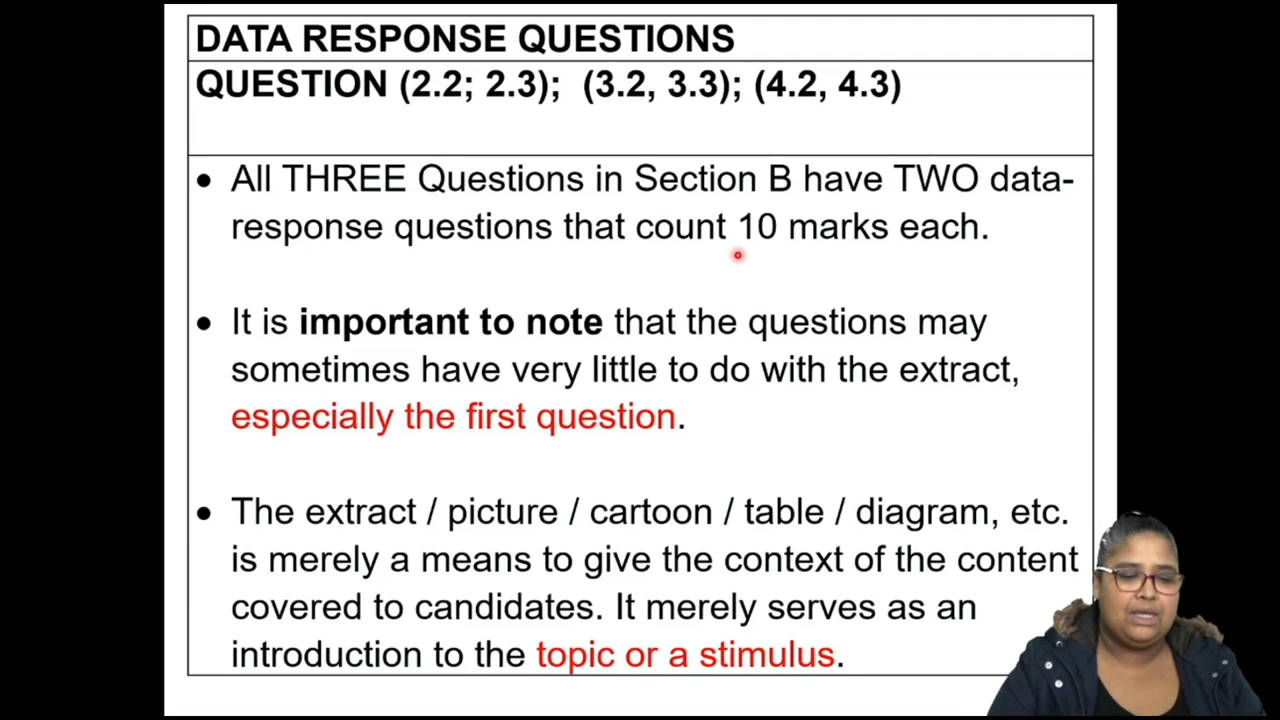 DATA RESPONSE QUESTIONS
QUESTION (2.2; 2.3); (3.2, 3.3); (4.2, 4.3)
• All THREE Questions in Section B have TWO data-
response questions that count 10 marks each.
• It is important to note that the questions may
sometimes have very little to do with the extract,
especially the first question.
• The extract / picture / cartoon / table / diagram, etc.
is merely a means to give the context of the content
covered to candidates. It merely serves as an
introduction to the topic or a stimulus.